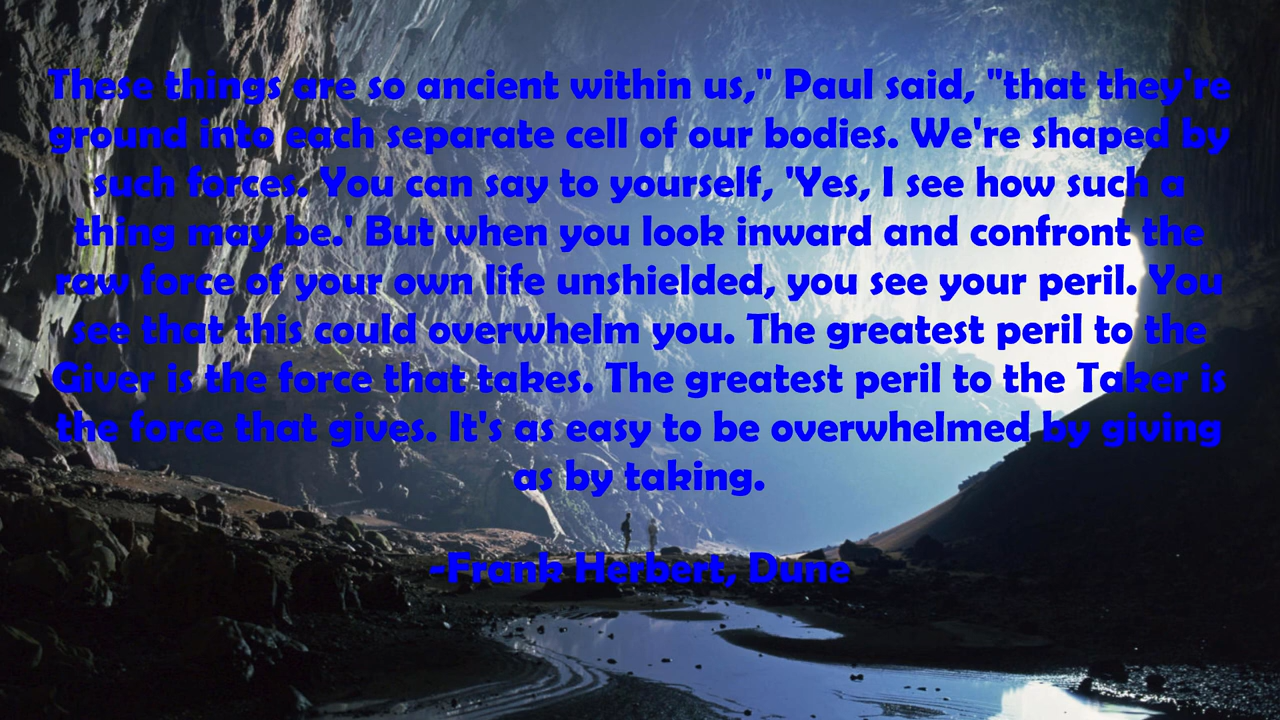 These things are so ancient within us," Paul said, "that they're
ground into each separate cell of our bodies. We're shaped by
such forces. You can say to yourself, 'Yes, I see how such a
thing may be.' But when you look inward and confront the
raw force of your own life unshielded, you see your peril. You
see that this could overwhelm you. The greatest peril to the
Giver is the force that takes. The greatest peril to the Taker is
the force that gives. It's as easy to be overwhelmed by giving
as by taking.
-Frank Herbert, Dune